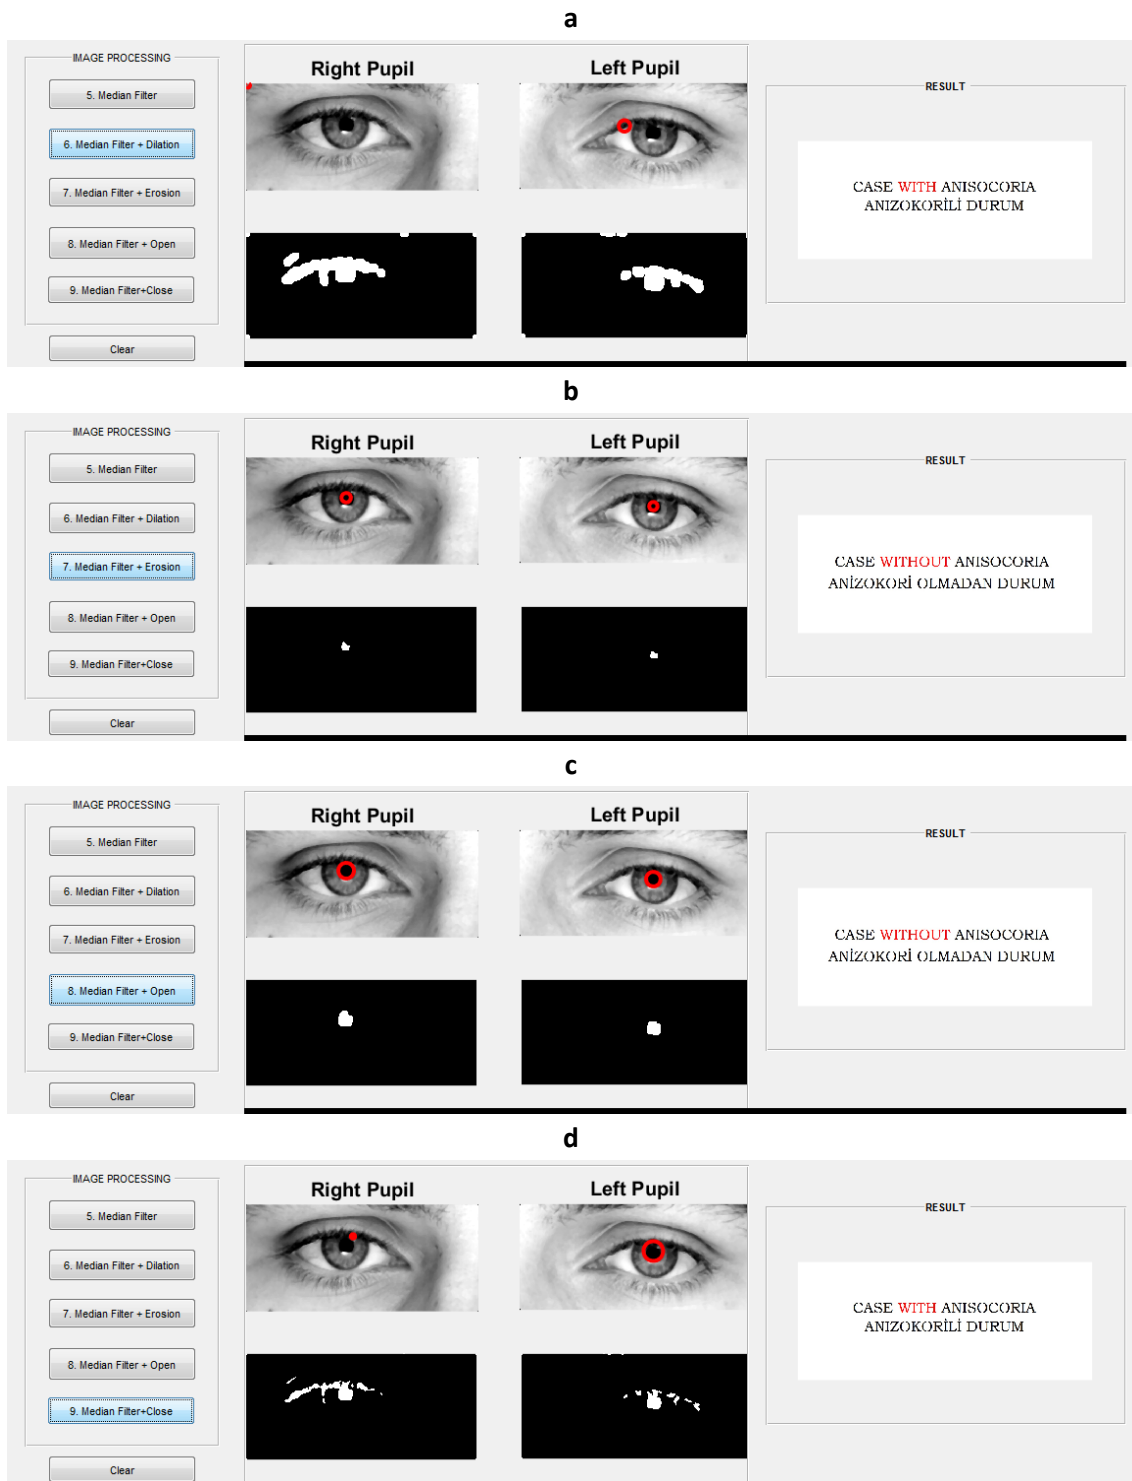 a
IMAGE PROCESSING
5. Median Filter
6. Median Filter + Dilation
7. Median Filter + Erosion
8. Median Filter + Open
9. Median Filter+Close
Clear
Right Pupil
Left Pupil
RESULT
CASE WITH ANISOCORIA
ANIZOKORİLİ DURUM
b
IMAGE PROCESSING
5. Median Filter
6. Median Filter + Dilation
7. Median Filter + Erosion
8. Median Filter + Open
9. Median Filter+Close
Clear
Right Pupil
Left Pupil
RESULT
CASE WITHOUT ANISOCORIA
ANİZOKORİ OLMADAN DURUM
c
IMAGE PROCESSING
5. Median Filter
6. Median Filter + Dilation
7. Median Filter + Erosion
8. Median Filter + Open
9. Median Filter+Close
Clear
Right Pupil
Left Pupil
RESULT
CASE WITHOUT ANISOCORIA
ANİZOKORİ OLMADAN DURUM
d
IMAGE PROCESSING
5. Median Filter
6. Median Filter + Dilation
7. Median Filter + Erosion
8. Median Filter + Open
9. Median Filter+Close
Clear
Right Pupil
Left Pupil
RESULT
CASE WITH ANISOCORIA
ANIZOKORİLİ DURUM